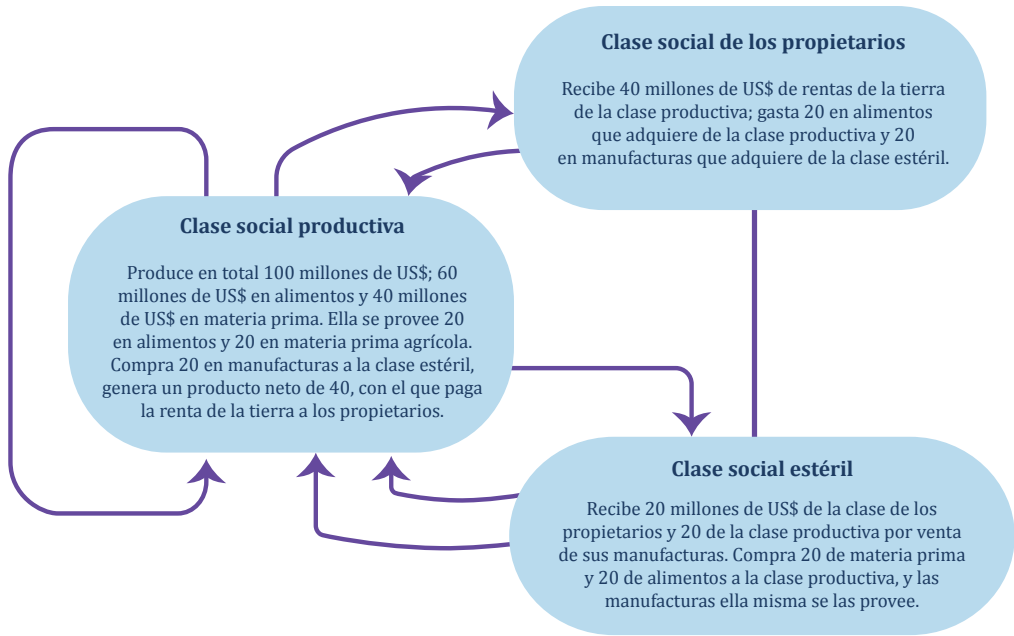 Clase social de los propietarios
Recibe 40 millones de US$ de rentas de la tierra
de la clase productiva; gasta 20 en alimentos
que adquiere de la clase productiva y 20
en manufacturas que adquiere de la clase estéril.
Clase social productiva
Produce en total 100 millones de US$; 60
millones de US$ en alimentos y 40 millones
de US$ en materia prima. Ella se provee 20
en alimentos y 20 en materia prima agrícola.
Compra 20 en manufacturas a la clase estéril,
genera un producto neto de 40, con el que paga
la renta de la tierra a los propietarios.
Clase social estéril
Recibe 20 millones de US$ de la clase de los
propietarios y 20 de la clase productiva por venta
de sus manufacturas. Compra 20 de materia prima
y 20 de alimentos a la clase productiva, y las
manufacturas ella misma se las provee.